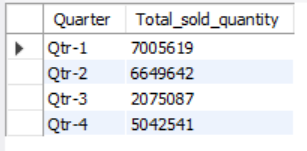 Quarter Total_sold_quantity
Qtr-1 7005619
Qtr-2 6649642
Qtr-3 2075087
Qtr-4 5042541